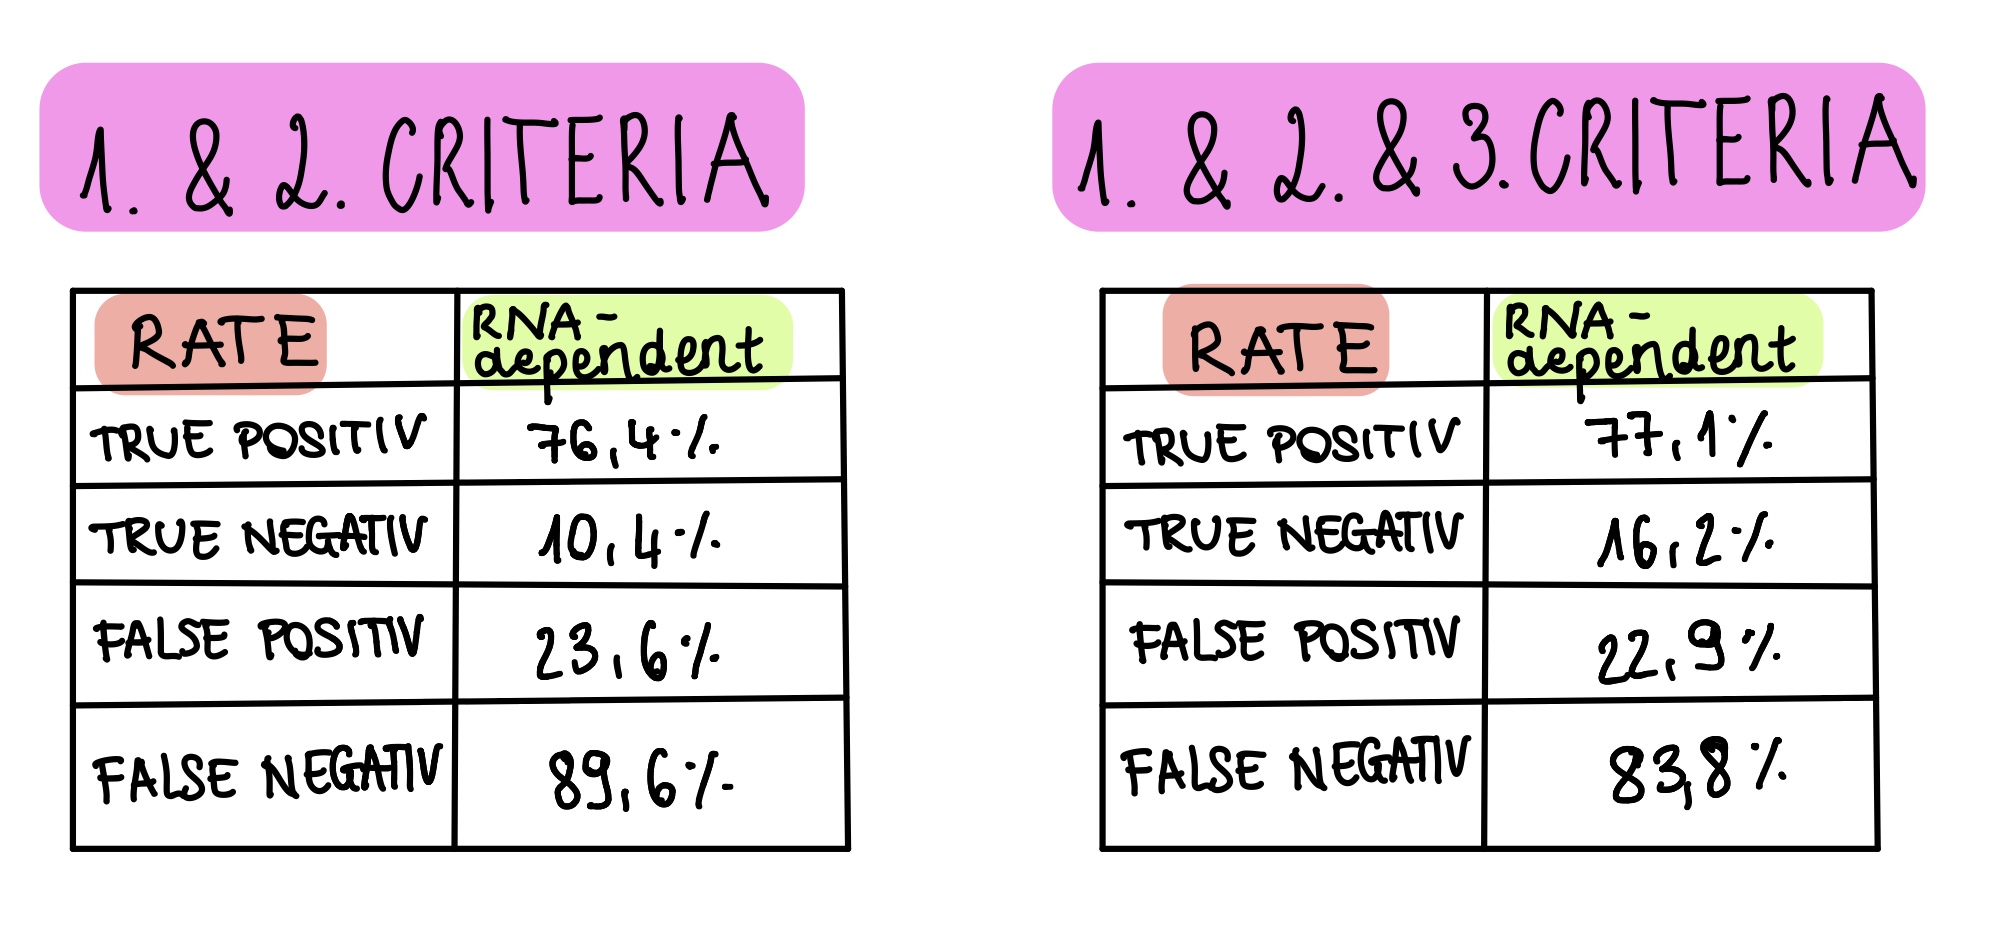 1. & 2. CRITERIA
RATE
RNA-
dependent
TRUE POSITIV
76,4%
TRUE NEGATIV
10,4%
FALSE POSITIV
23,6%
FALSE NEGATIV
89,6%
1. & 2. & 3. CRITERIA
RATE
RNA-
dependent
TRUE POSITIV
77,1%
TRUE NEGATIV
16,2%
FALSE POSITIV
22,9%
FALSE NEGATIV
83,8%